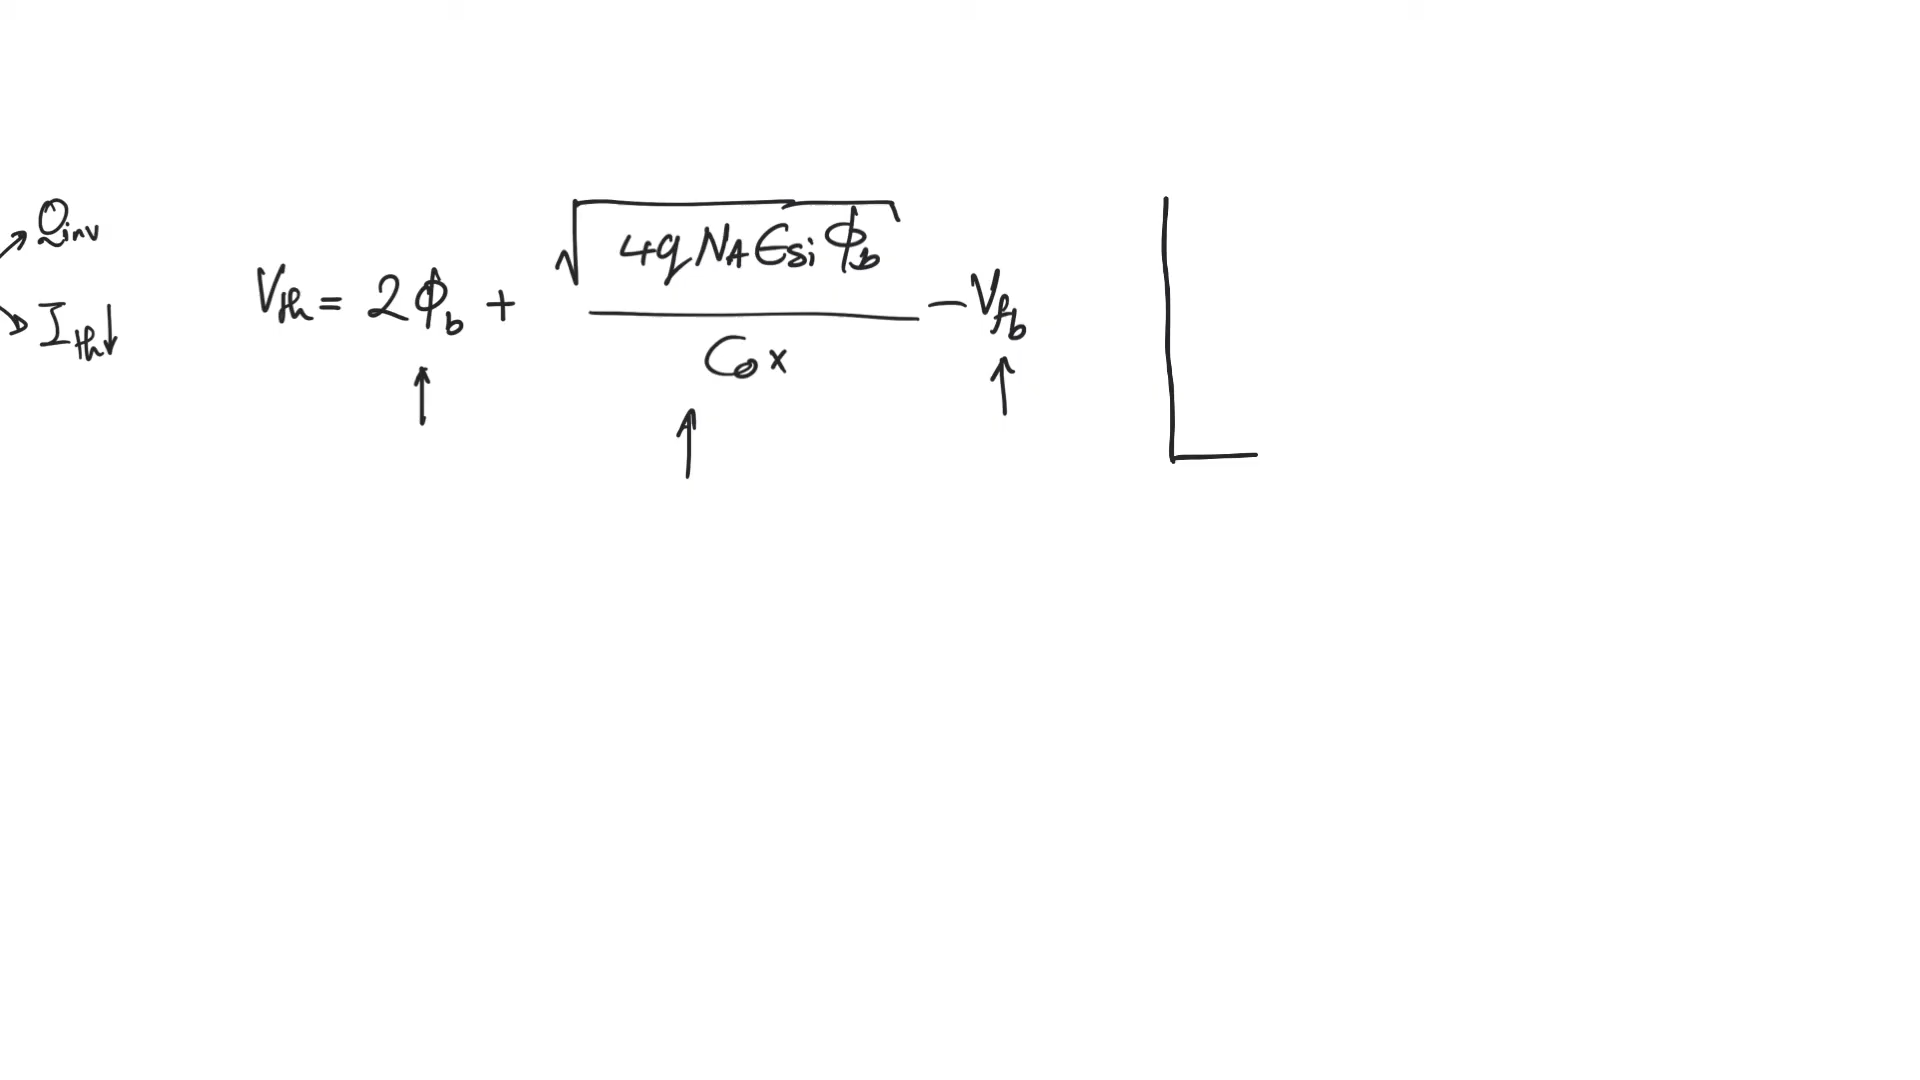 Qinv
Ith↓
Vth = 2ϕb + √(4qNAϵsiϕb) / Cox − Vfb